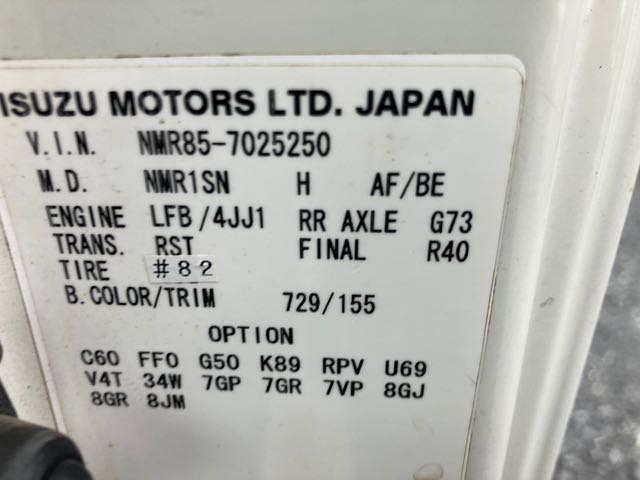 ISUZU MOTORS LTD. JAPAN
V.I.N. NMR85-7025250
M.D. NMR1SN H AF/BE
ENGINE LFB/4JJ1 RR AXLE G73
TRANS. RST FINAL R40
TIRE #82
B.COLOR/TRIM 729/155
OPTION
C60 FF0 G50 K89 RPV U69
V4T 34W 7GP 7GR 7VP 8GJ
8GR 8JM